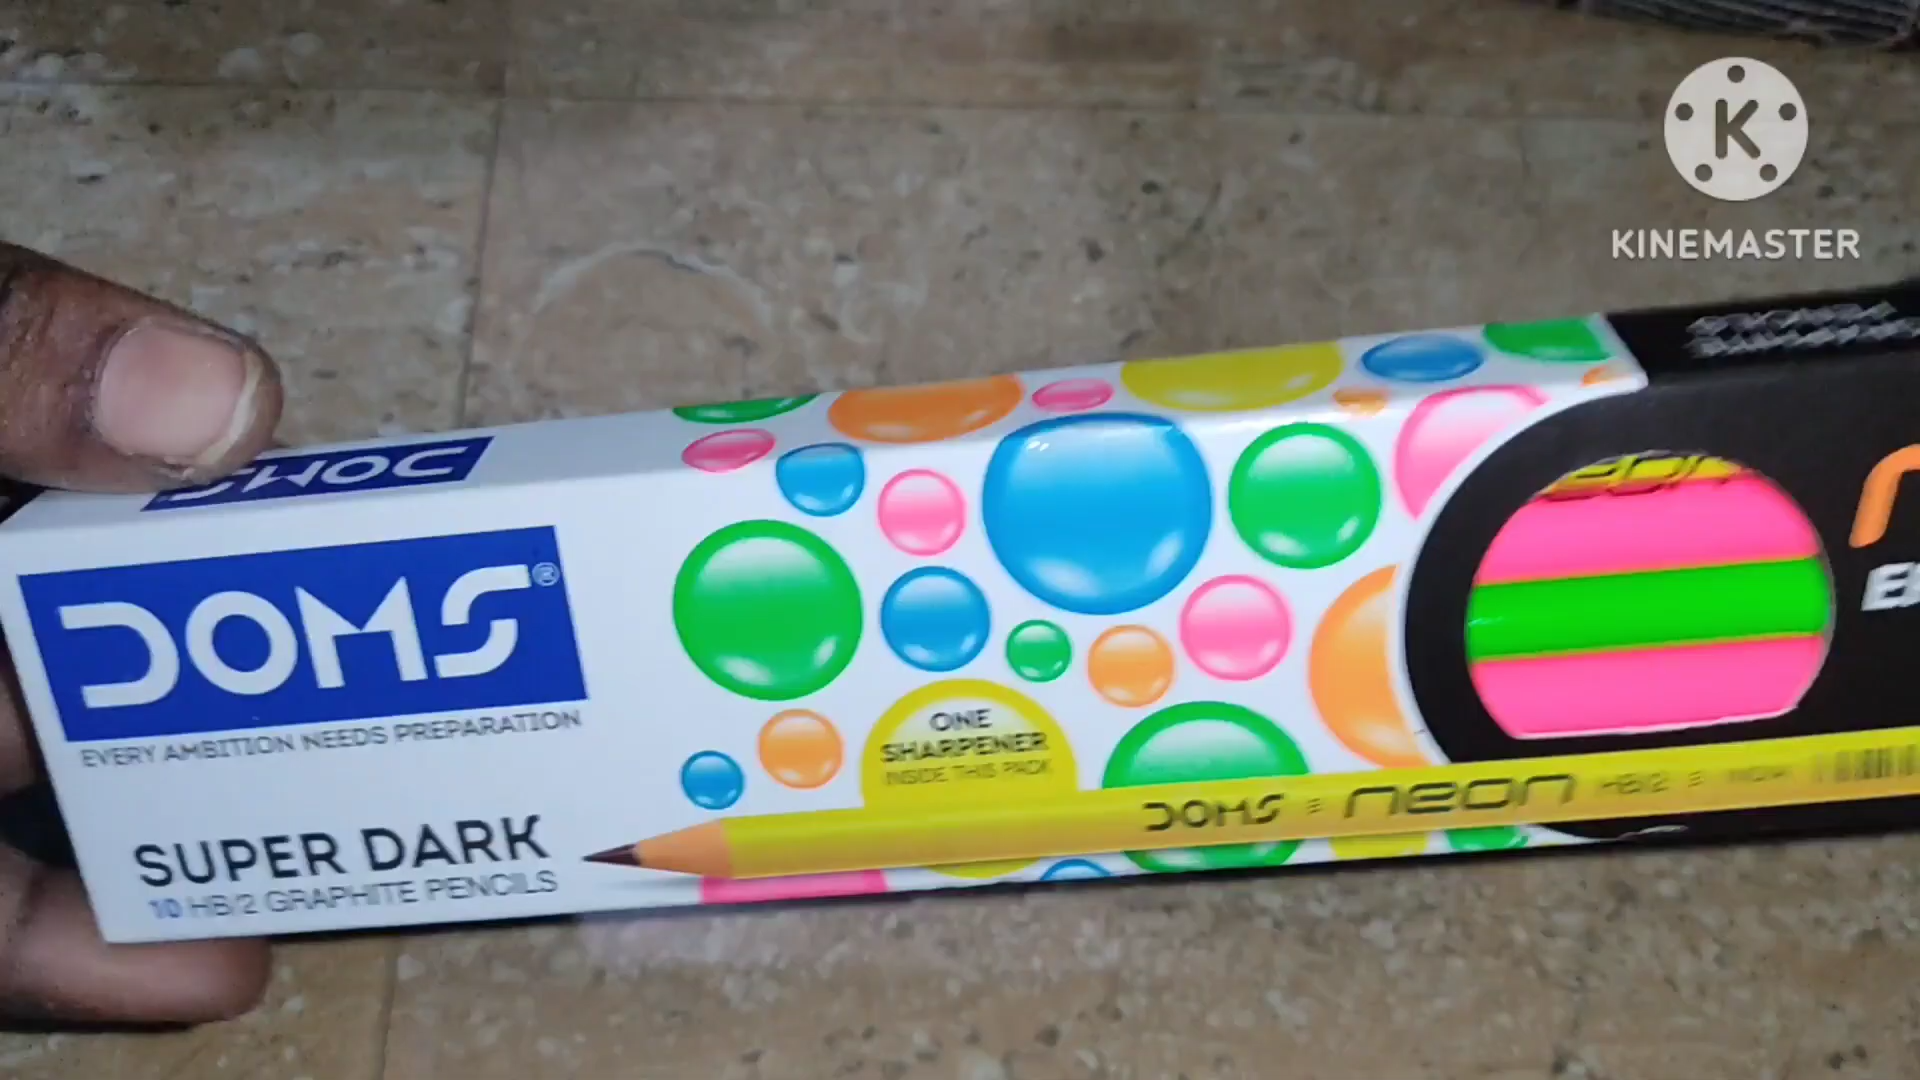 K
KINEMASTER
DOMS
DOMS®
EVERY AMBITION NEEDS PREPARATION
ONE
SHARPENER
INSIDE THIS PACK
DOMS neon HB/2
SUPER DARK
10 HB/2 GRAPHITE PENCILS